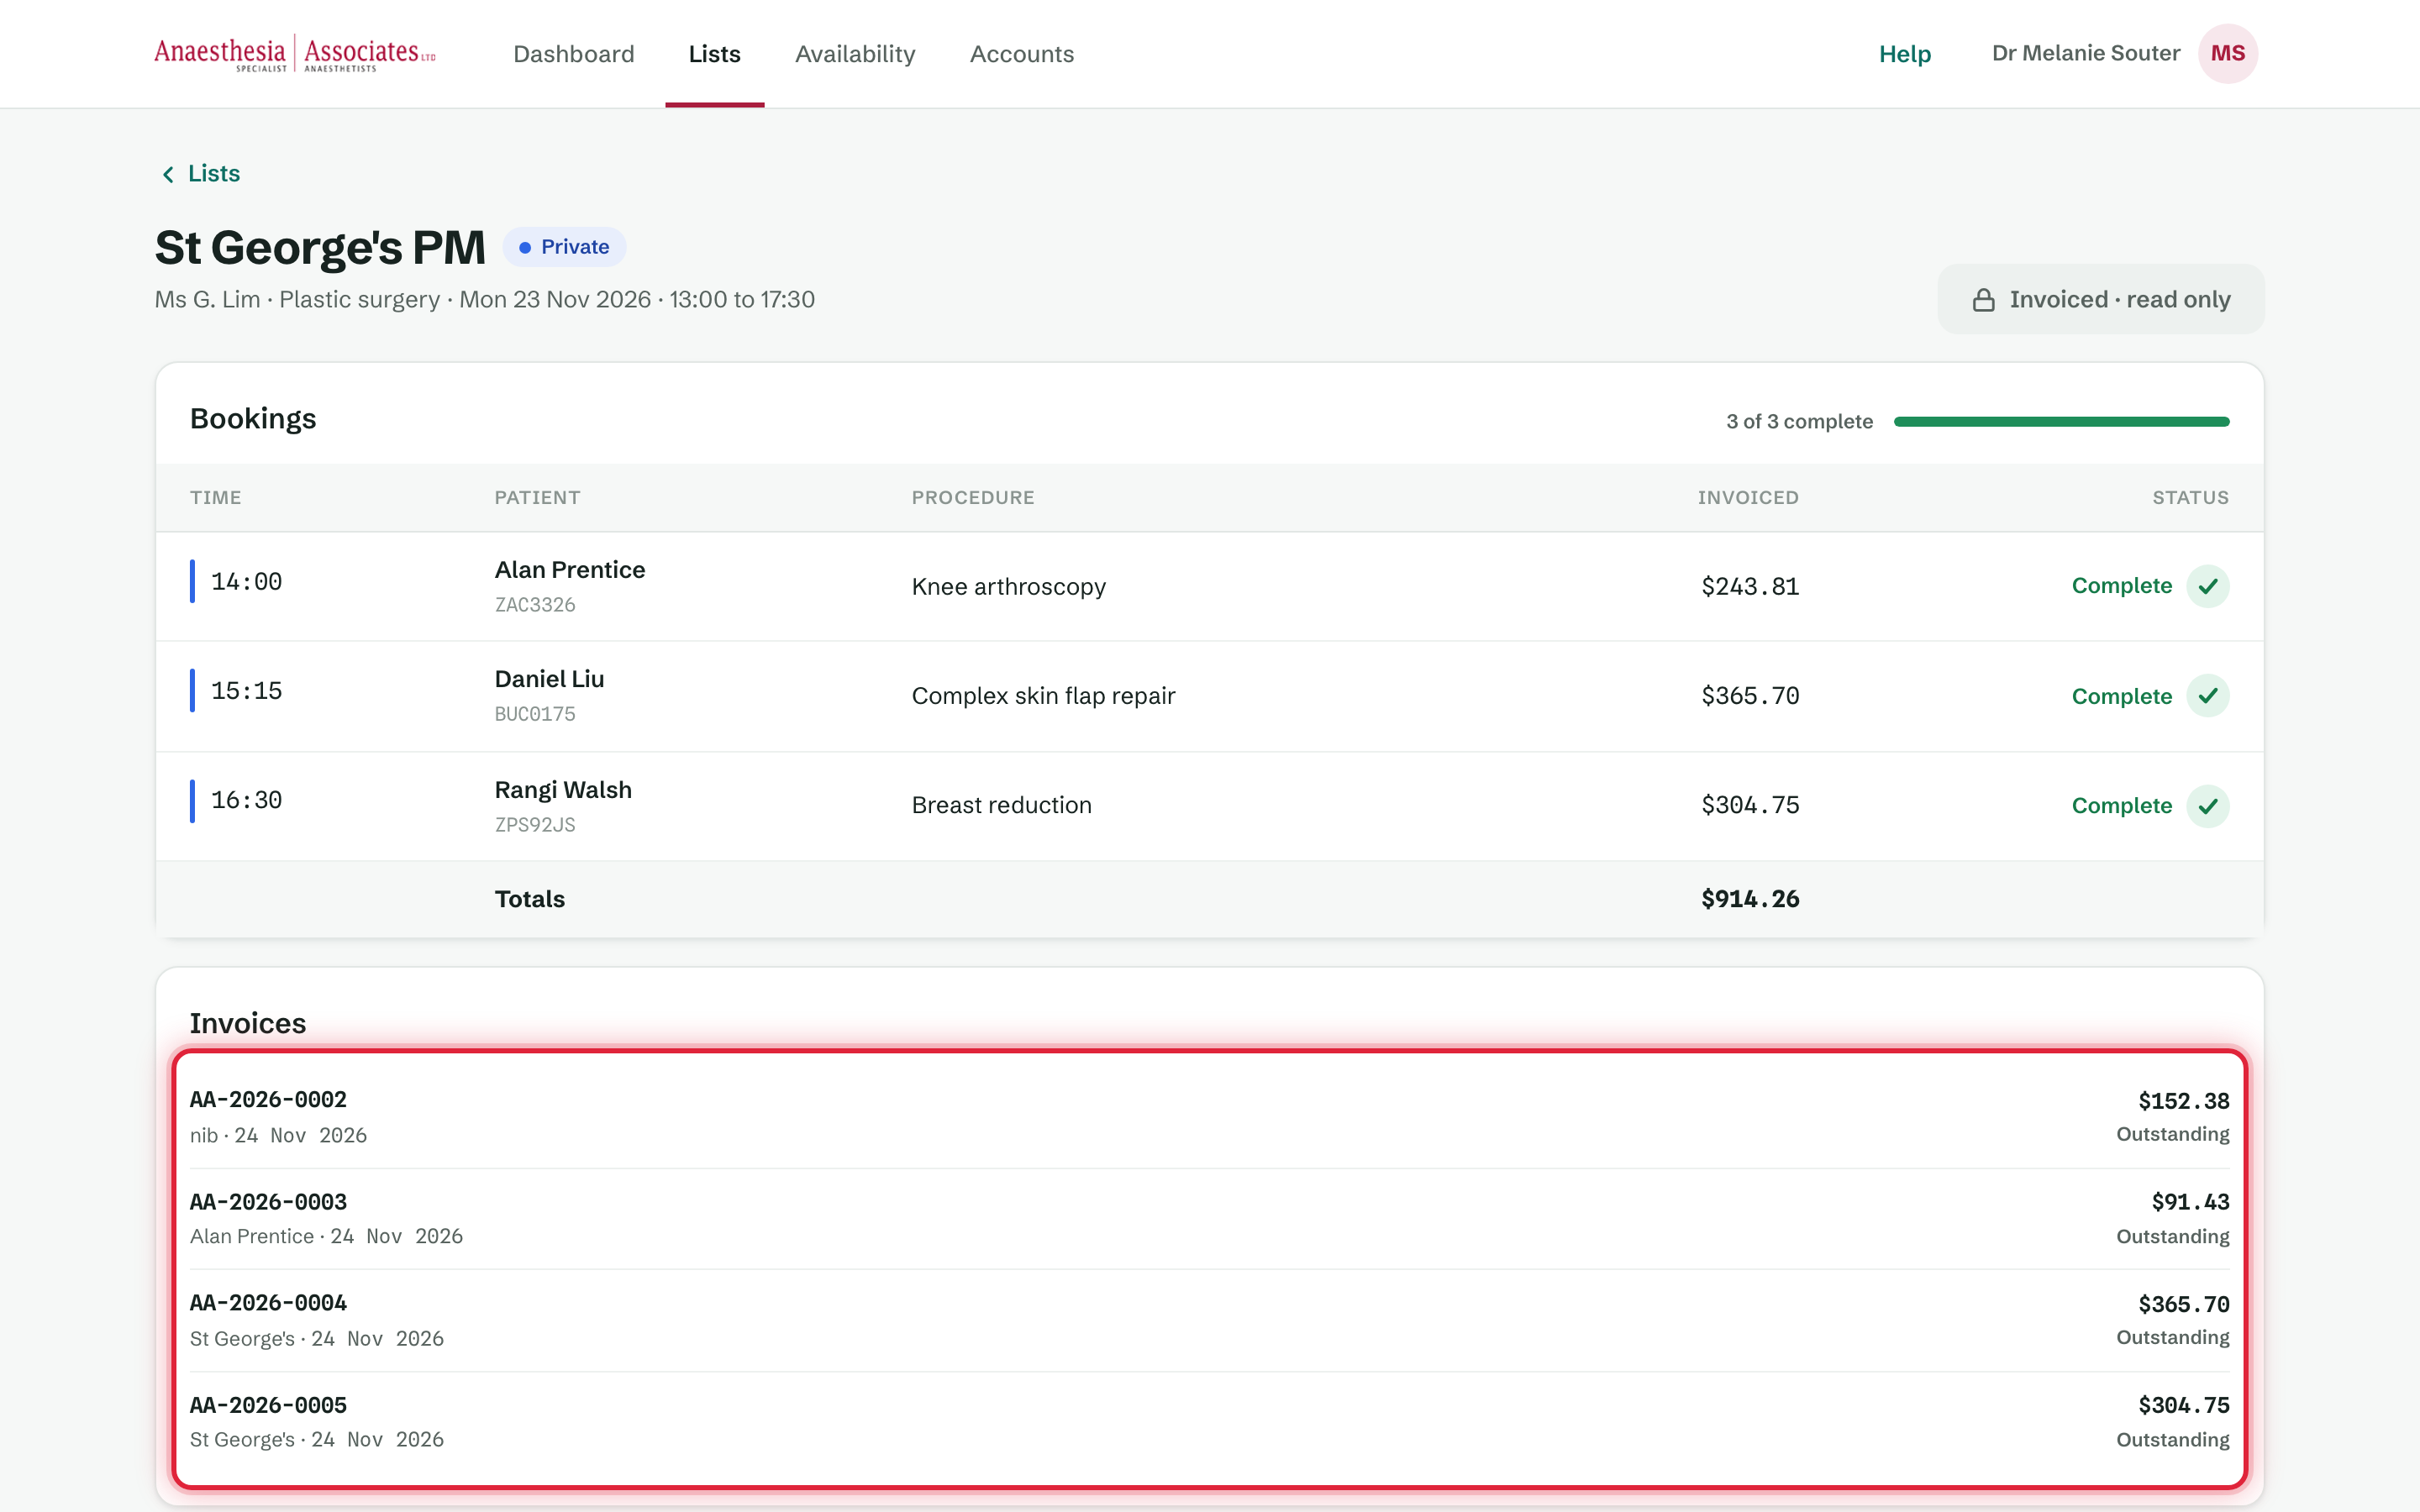 Anaesthesia | Associates LTD
SPECIALIST ANAESTHETISTS
Dashboard Lists Availability Accounts Help Dr Melanie Souter MS
Lists
St George's PM Private
Ms G. Lim · Plastic surgery · Mon 23 Nov 2026 · 13:00 to 17:30
Invoiced · read only
Bookings 3 of 3 complete
TIME PATIENT PROCEDURE INVOICED STATUS
14:00 Alan Prentice Knee arthroscopy $243.81 Complete
ZAC3326
15:15 Daniel Liu Complex skin flap repair $365.70 Complete
BUC0175
16:30 Rangi Walsh Breast reduction $304.75 Complete
ZPS92JS
Totals $914.26
Invoices
AA-2026-0002 $152.38
nib · 24 Nov 2026 Outstanding
AA-2026-0003 $91.43
Alan Prentice · 24 Nov 2026 Outstanding
AA-2026-0004 $365.70
St George's · 24 Nov 2026 Outstanding
AA-2026-0005 $304.75
St George's · 24 Nov 2026 Outstanding